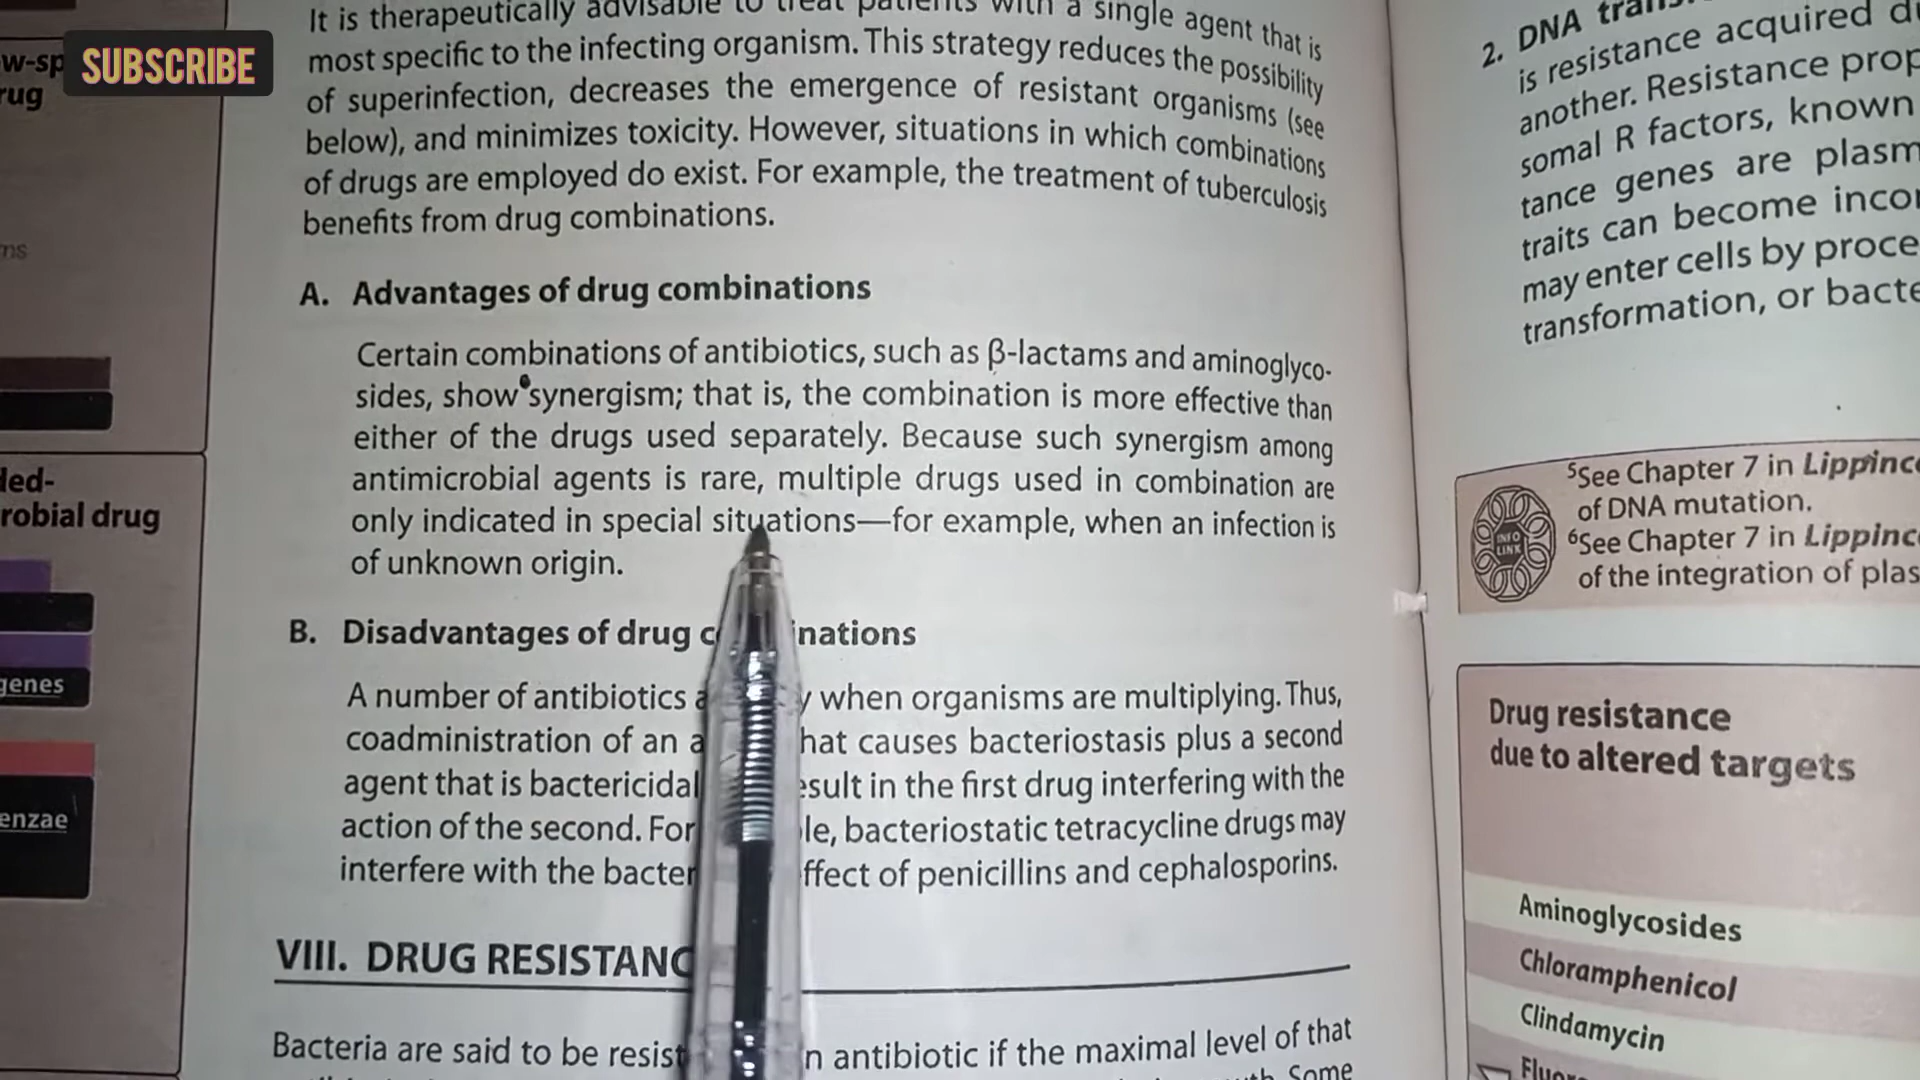 SUBSCRIBE
w-sp
rug
ms
robial drug
genes
enzae
It is therapeutically advisable to treat patients with a single agent that is
most specific to the infecting organism. This strategy reduces the possibility
of superinfection, decreases the emergence of resistant organisms (see
below), and minimizes toxicity. However, situations in which combinations
of drugs are employed do exist. For example, the treatment of tuberculosis
benefits from drug combinations.
A. Advantages of drug combinations
Certain combinations of antibiotics, such as β-lactams and aminoglyco-
sides, show synergism; that is, the combination is more effective than
either of the drugs used separately. Because such synergism among
antimicrobial agents is rare, multiple drugs used in combination are
only indicated in special situations—for example, when an infection is
of unknown origin.
B. Disadvantages of drug c inations
A number of antibiotics a y when organisms are multiplying. Thus,
coadministration of an a hat causes bacteriostasis plus a second
agent that is bactericidal esult in the first drug interfering with the
action of the second. For le, bacteriostatic tetracycline drugs may
interfere with the bacter ffect of penicillins and cephalosporins.
VIII. DRUG RESISTANC
Bacteria are said to be resist n antibiotic if the maximal level of that
Some
2. DNA
is resistance acquired d
another. Resistance prop
somal R factors, known
tance genes are plasm
traits can become incor
may enter cells by proce
transformation, or bacte
5See Chapter 7 in Lippinc
of DNA mutation.
6See Chapter 7 in Lippinc
of the integration of plas
INFO
LINK
Drug resistance
due to altered targets
Aminoglycosides
Chloramphenicol
Clindamycin
Fluor